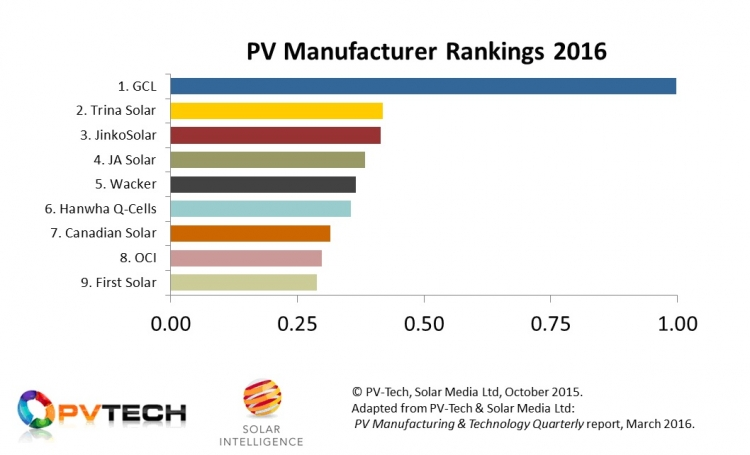 PV Manufacturer Rankings 2016
1. GCL
2. Trina Solar
3. JinkoSolar
4. JA Solar
5. Wacker
6. Hanwha Q-Cells
7. Canadian Solar
8. OCI
9. First Solar
0.00 0.25 0.50 0.75 1.00
PVTECH
SOLAR
INTELLIGENCE
© PV-Tech, Solar Media Ltd, October 2015.
Adapted from PV-Tech & Solar Media Ltd:
PV Manufacturing & Technology Quarterly report, March 2016.